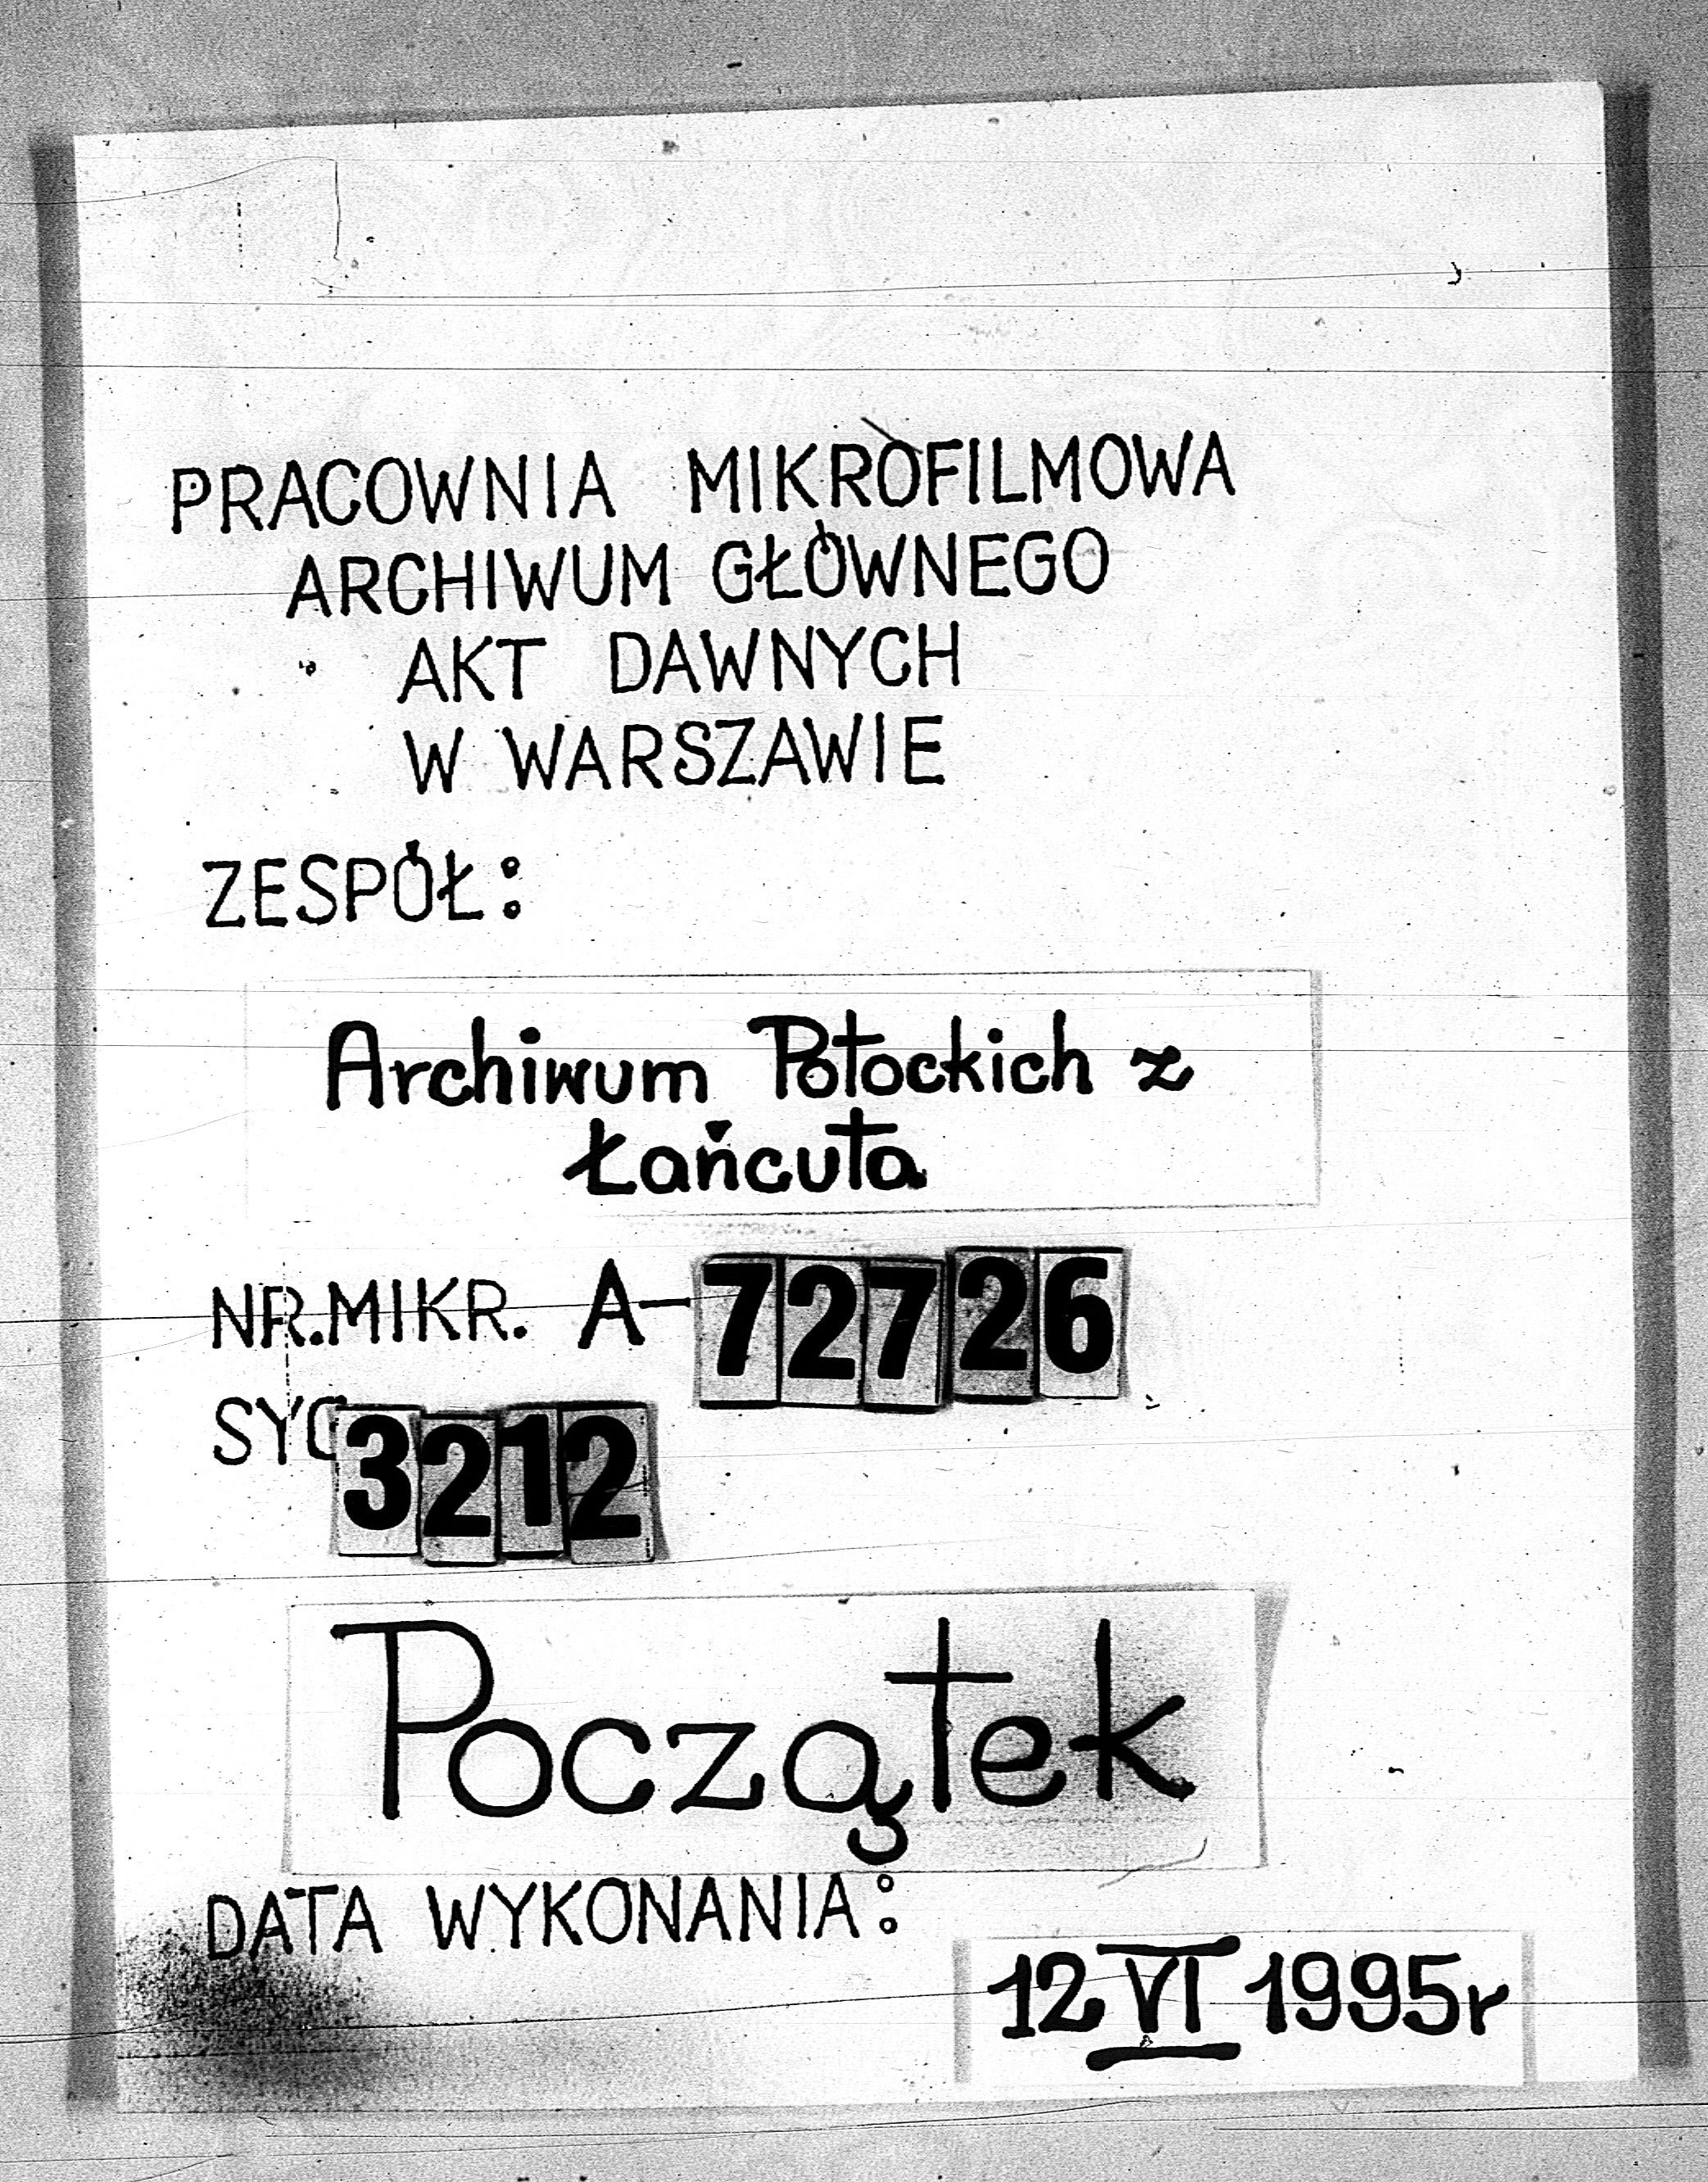 PRACOWNIA MIKROFILMOWA
ARCHIWUM GŁÓWNEGO
AKT DAWNYCH
W WARSZAWIE
ZESPÓŁ:
Archiwum Potockich z
Łańcuta
NR.MIKR. A-72726
SYG 3212
Początek
DATA WYKONANIA:
12 VI 1995r